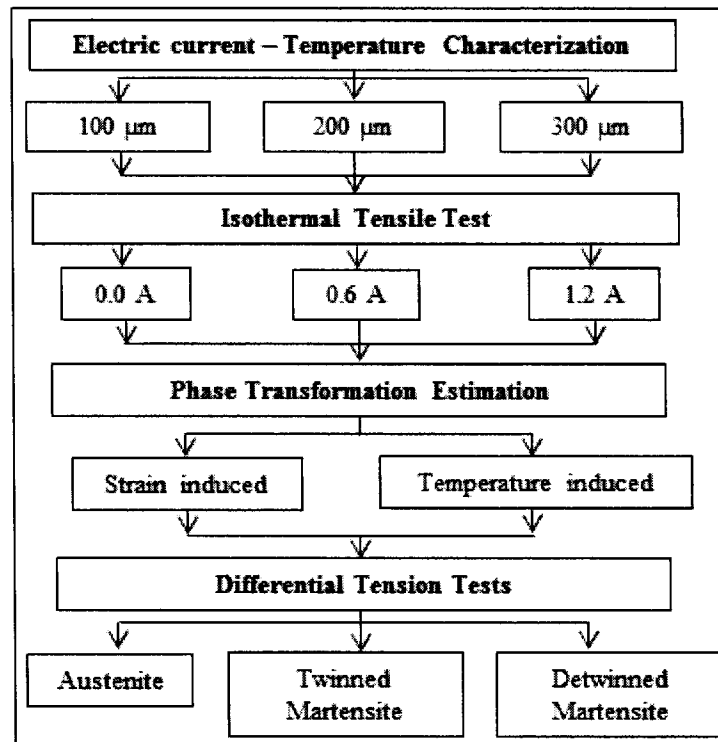 Electric current – Temperature Characterization
100 µm
200 µm
300 µm
Isothermal Tensile Test
0.0 A
0.6 A
1.2 A
Phase Transformation Estimation
Strain induced
Temperature induced
Differential Tension Tests
Austenite
Twinned
Martensite
Detwinned
Martensite